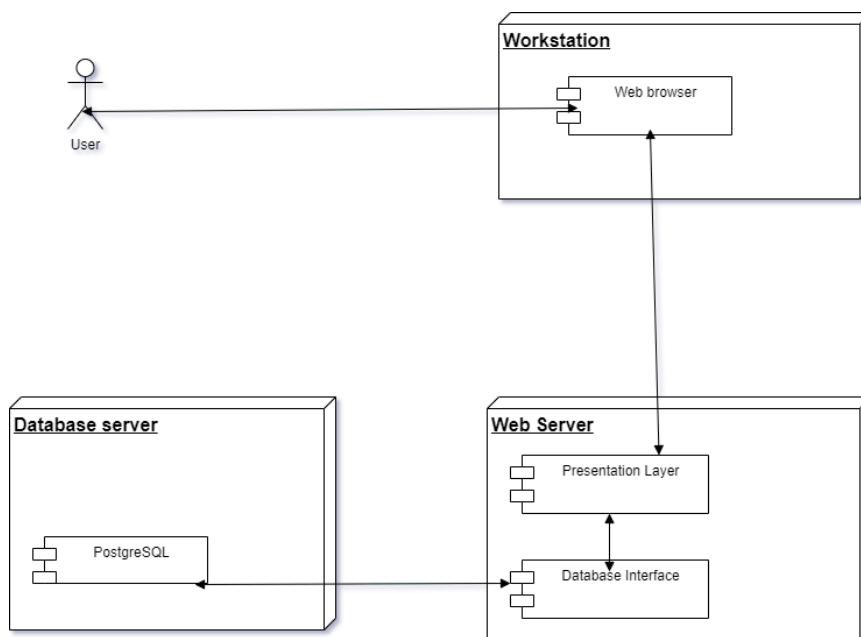 Workstation
Web browser
User
Database server
Web Server
Presentation Layer
PostgreSQL
Database Interface